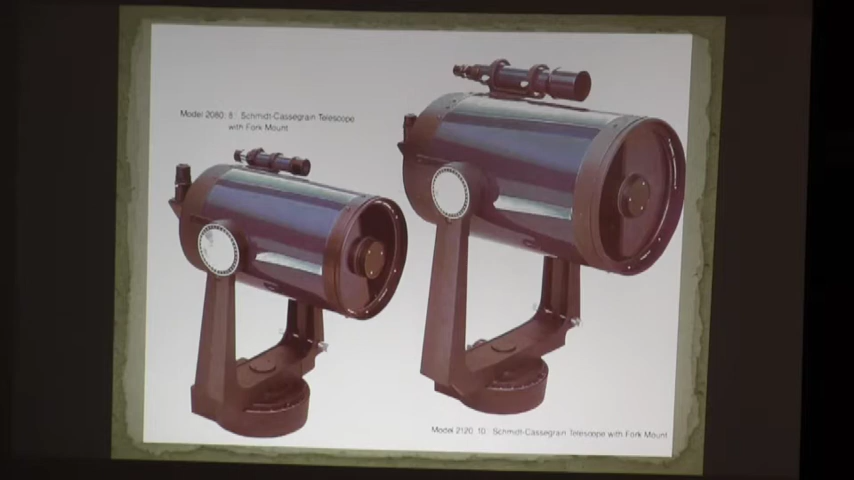 Model 2080: 8" Schmidt-Cassegrain Telescope
with Fork Mount
Model 2120: 10" Schmidt-Cassegrain Telescope with Fork Mount